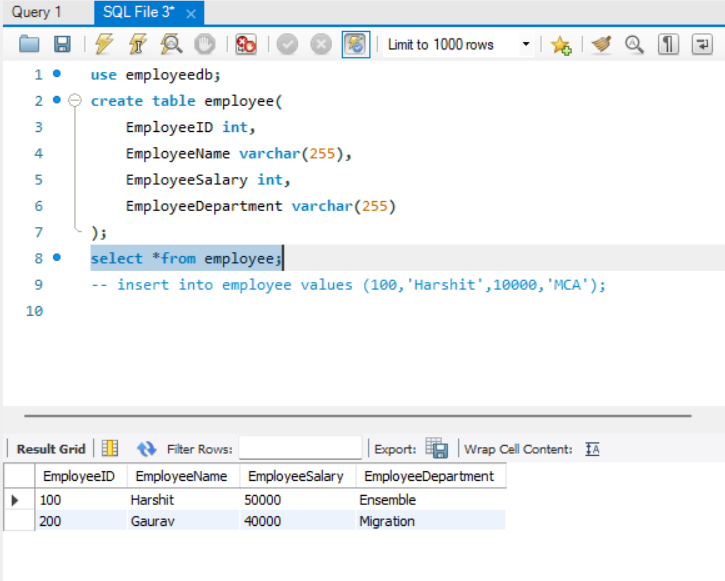 Query 1 SQL File 3* ×
Limit to 1000 rows
1 use employeedb;
2 create table employee(
3 EmployeeID int,
4 EmployeeName varchar(255),
5 EmployeeSalary int,
6 EmployeeDepartment varchar(255)
7 );
8 select *from employee;
9 -- insert into employee values (100,'Harshit',10000,'MCA');
10
Result Grid Filter Rows: Export: Wrap Cell Content: IA
EmployeeID EmployeeName EmployeeSalary EmployeeDepartment
100 Harshit 50000 Ensemble
200 Gaurav 40000 Migration